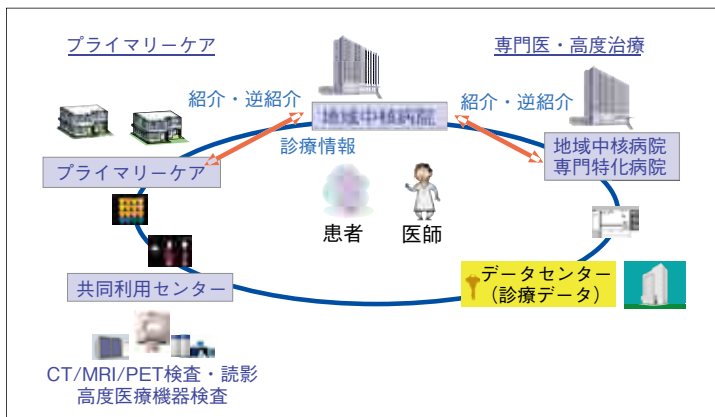 プライマリーケア
専門医・高度治療
紹介・逆紹介
紹介・逆紹介
地域中核病院
診療情報
地域中核病院
専門特化病院
プライマリーケア
患者
医師
データセンター
（診療データ）
共同利用センター
CT/MRI/PET検査・読影
高度医療機器検査